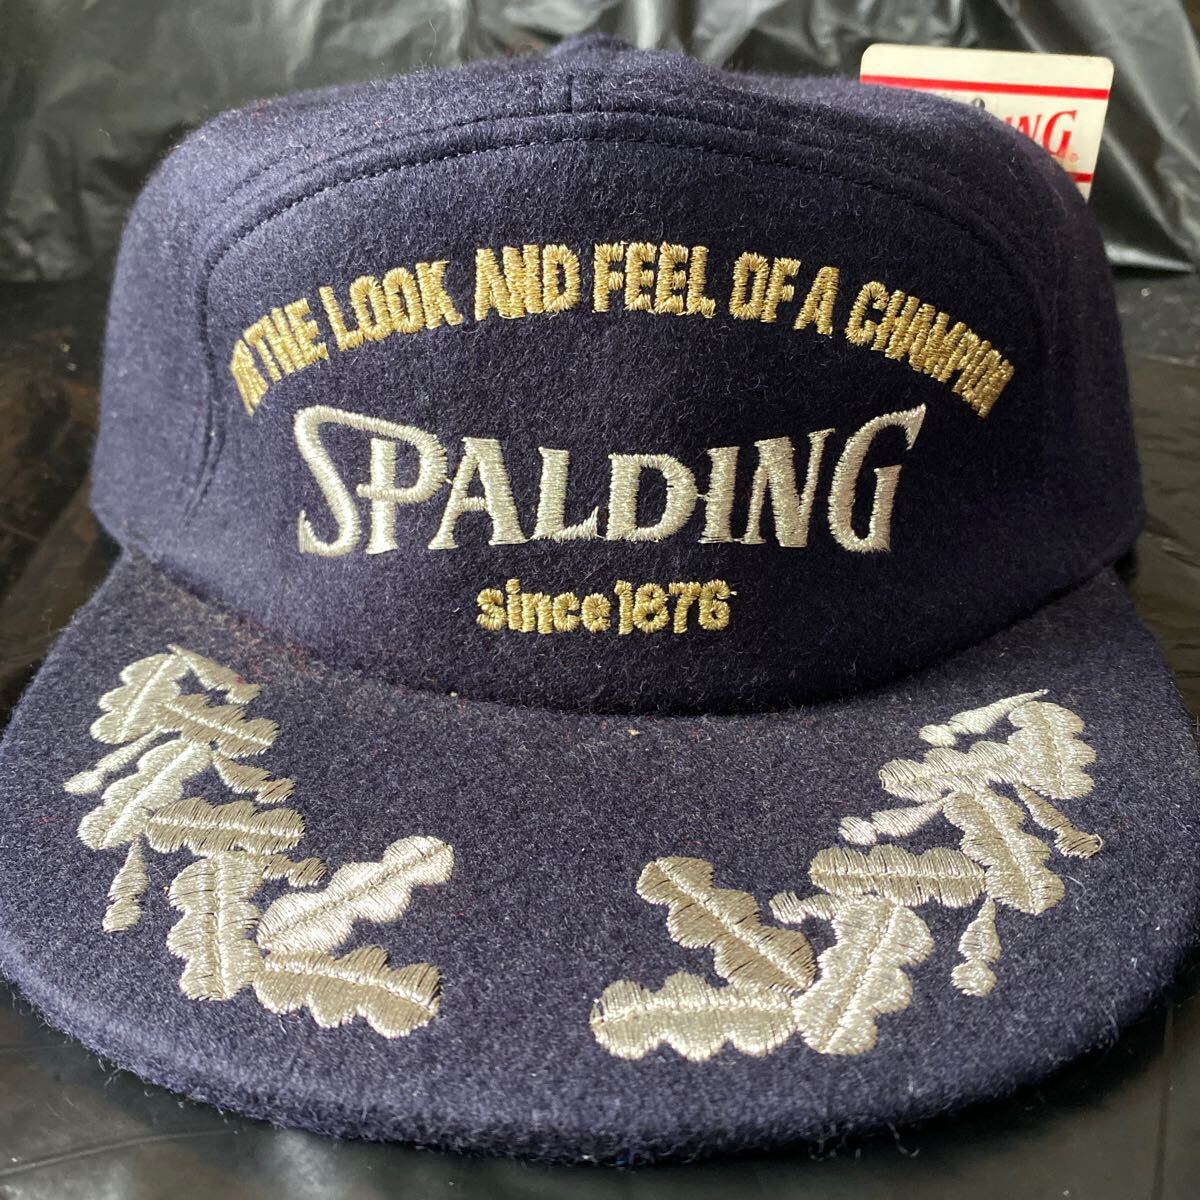 THE LOOK AND FEEL OF A CHAMPION
SPALDING
since 1876